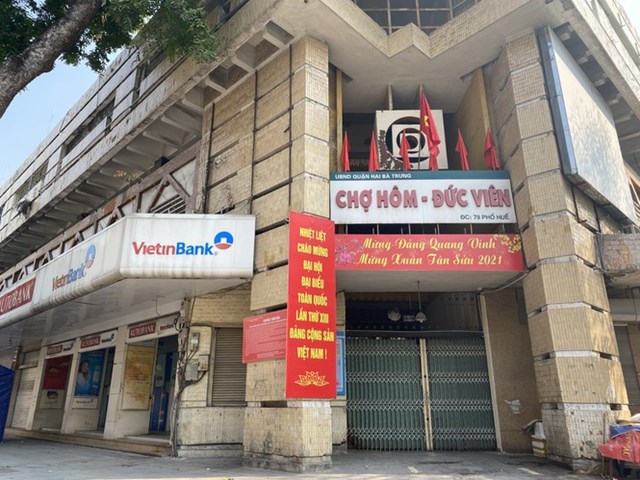 UBND QUẬN HAI BÀ TRƯNG
CHỢ HÔM - ĐỨC VIÊN
ĐC: 79 PHỐ HUẾ
Mừng Đảng Quang Vinh
Mừng Xuân Tân Sửu 2021
VietinBank
VietinBank
AUTOBANK
AUTOBANK
NHIỆT LIỆT
CHÀO MỪNG
ĐẠI HỘI
ĐẠI BIỂU
TOÀN QUỐC
LẦN THỨ XIII
ĐẢNG CỘNG SẢN
VIỆT NAM !